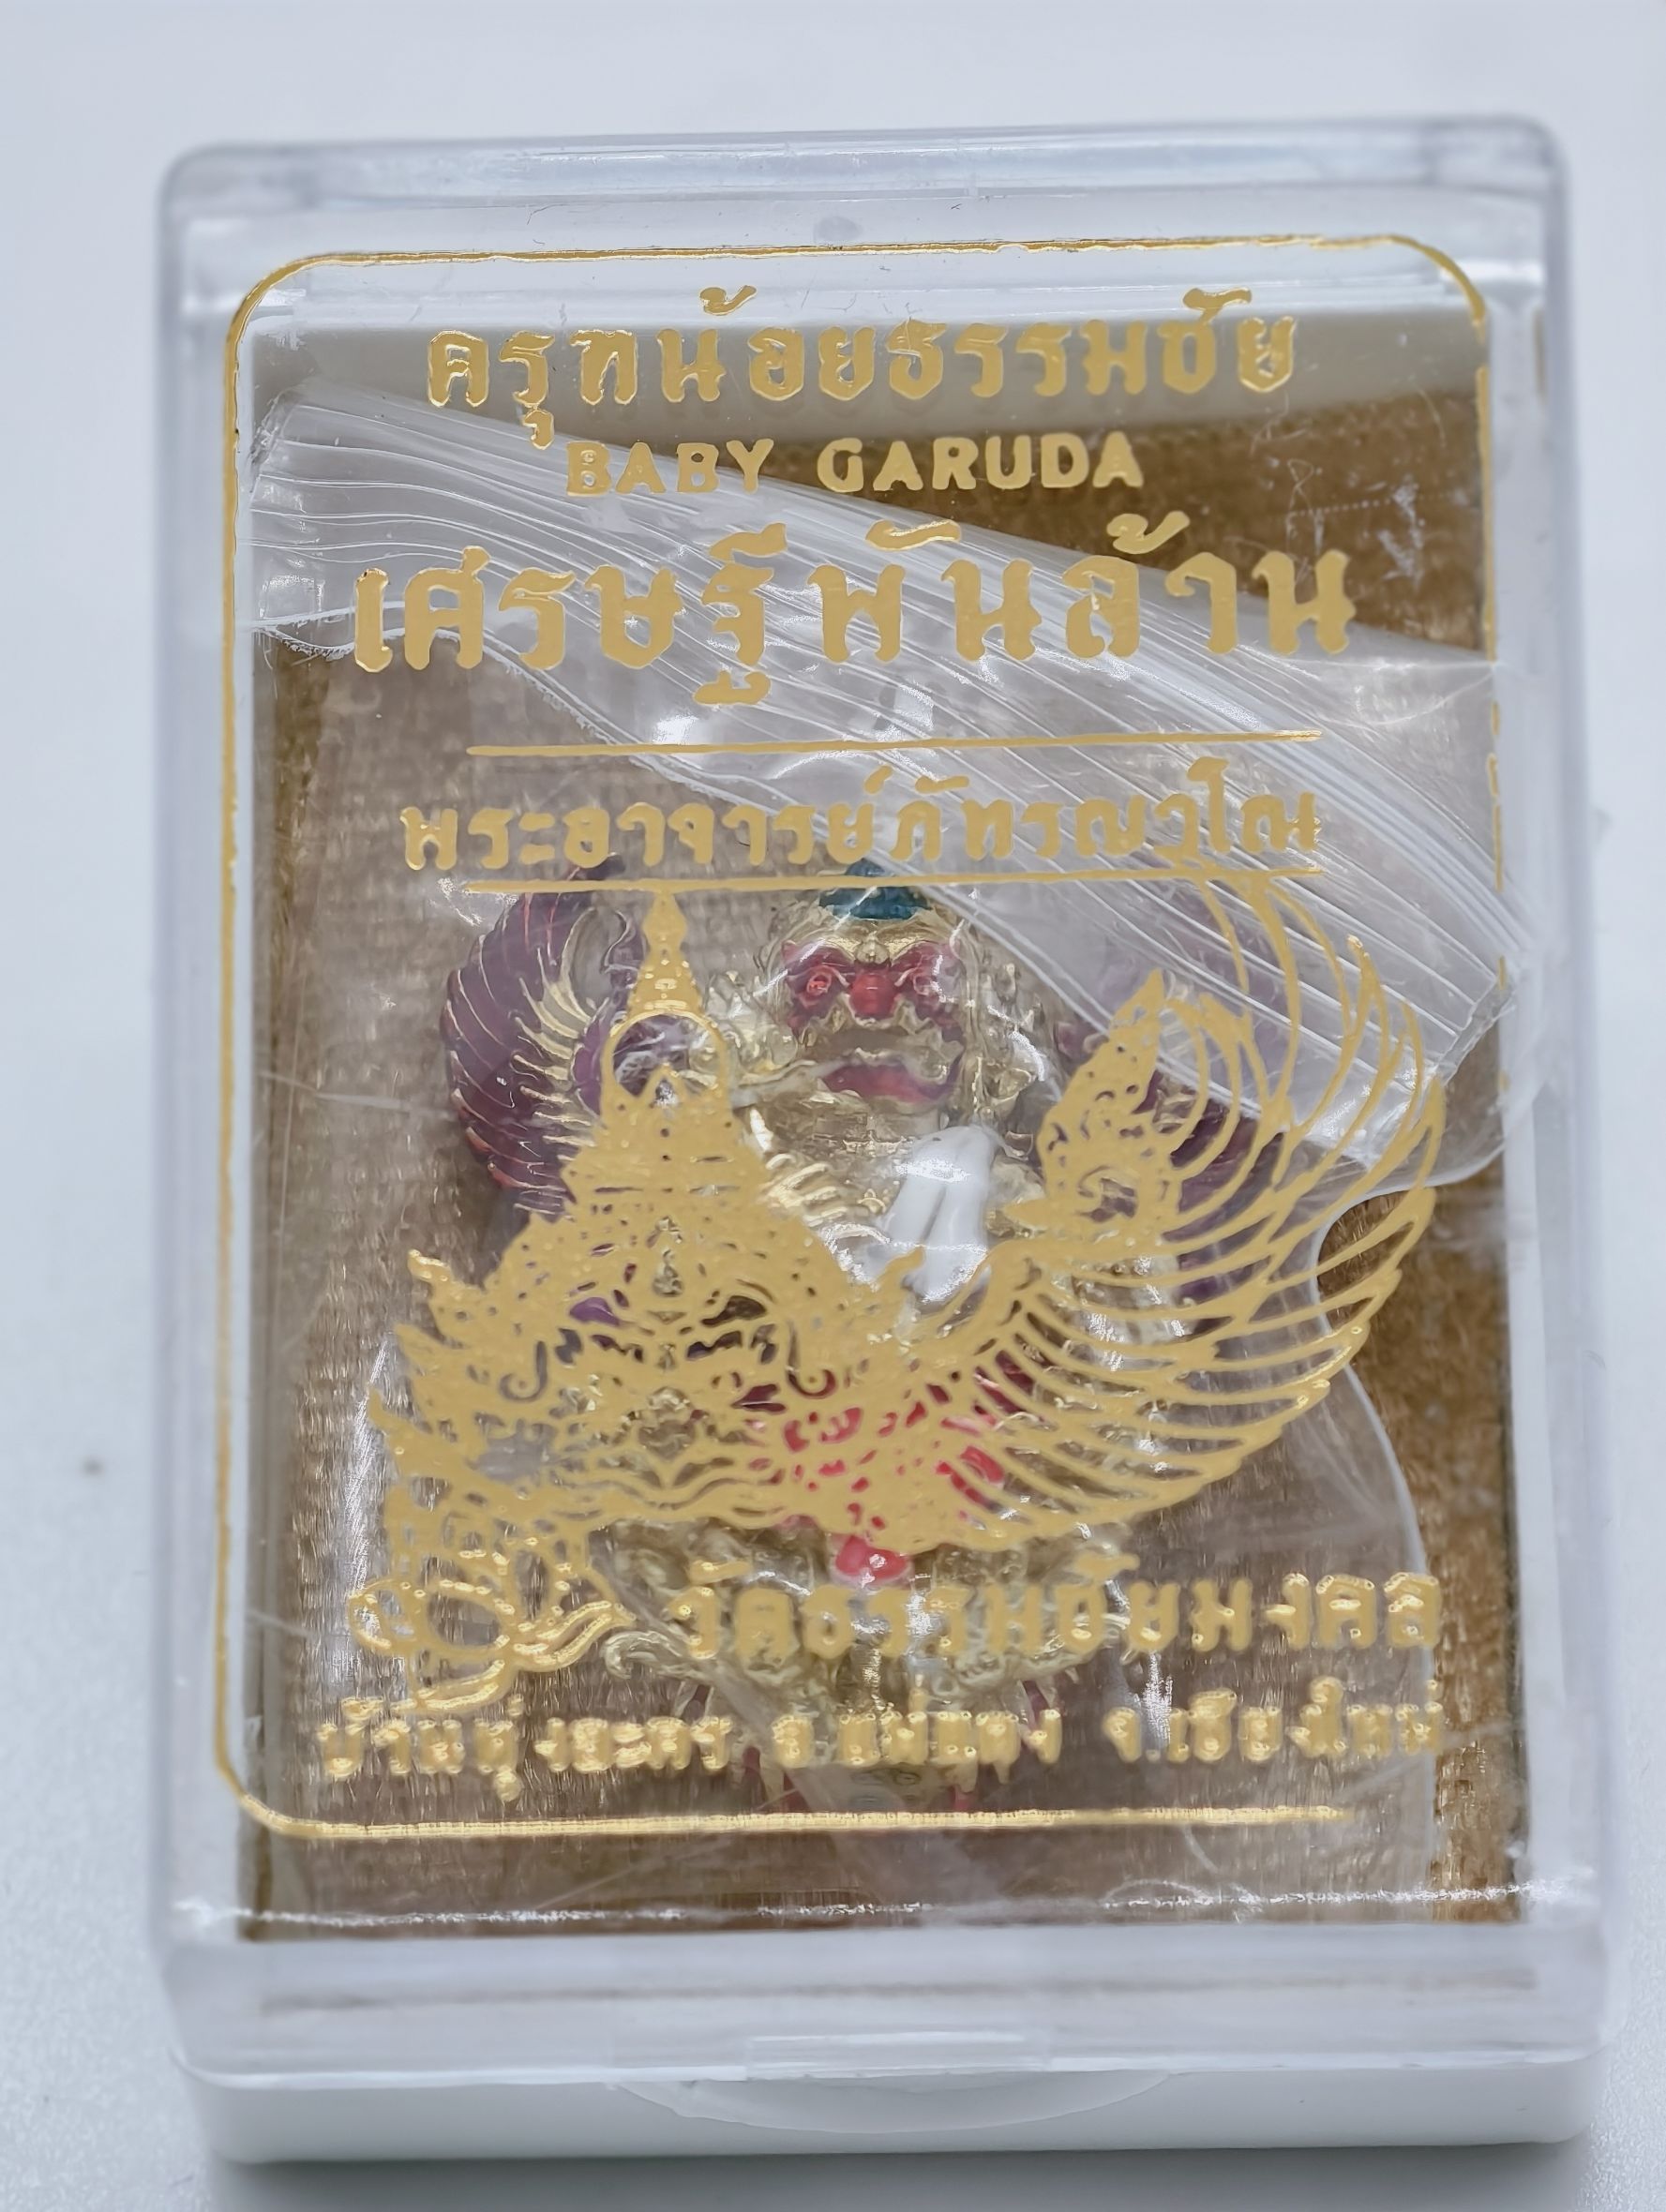 ครุฑน้อยธรรมชัย
BABY GARUDA
เศรษฐีพันล้าน
พระอาจารย์ภัทรญาโณ
วัดธรรมชัยมงคล
บ้านทุ่งละคร อ.แม่แตง จ.เชียงใหม่